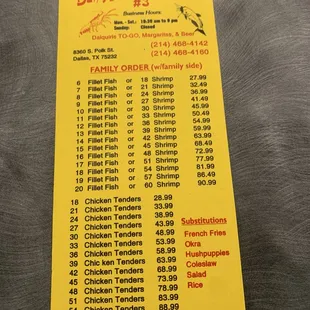 #3
Business Hours
Mon. - Sat.: 10:30 am to 9 pm
Sunday Closed
Daiquiris TO-GO, Margaritas, & Beer
8360 S. Polk St. (214) 468-4142
Dallas, TX 75232 (214) 468-4160
FAMILY ORDER (w/family side)
6 Fillet Fish or 18 Shrimp 27.99
7 Fillet Fish or 21 Shrimp 32.49
8 Fillet Fish or 24 Shrimp 36.99
9 Fillet Fish or 27 Shrimp 41.49
10 Fillet Fish or 30 Shrimp 45.99
11 Fillet Fish or 33 Shrimp 50.49
12 Fillet Fish or 36 Shrimp 54.99
13 Fillet Fish or 39 Shrimp 59.49
14 Fillet Fish or 42 Shrimp 63.99
15 Fillet Fish or 45 Shrimp 68.49
16 Fillet Fish or 48 Shrimp 72.99
17 Fillet Fish or 51 Shrimp 77.99
18 Fillet Fish or 54 Shrimp 81.99
19 Fillet Fish or 57 Shrimp 86.49
20 Fillet Fish or 60 Shrimp 90.99
18 Chicken Tenders 28.99
21 Chicken Tenders 33.99
24 Chicken Tenders 38.99
27 Chicken Tenders 43.99
30 Chicken Tenders 48.99
33 Chicken Tenders 53.99
36 Chicken Tenders 58.99
39 Chic ken Tenders 63.99
42 Chicken Tenders 68.99
45 Chicken Tenders 73.99
48 Chicken Tenders 78.99
51 Chicken Tenders 83.99
54 Chicken Tenders 88.99
Substitutions
French Fries
Okra
Hushpuppies
Coleslaw
Salad
Rice